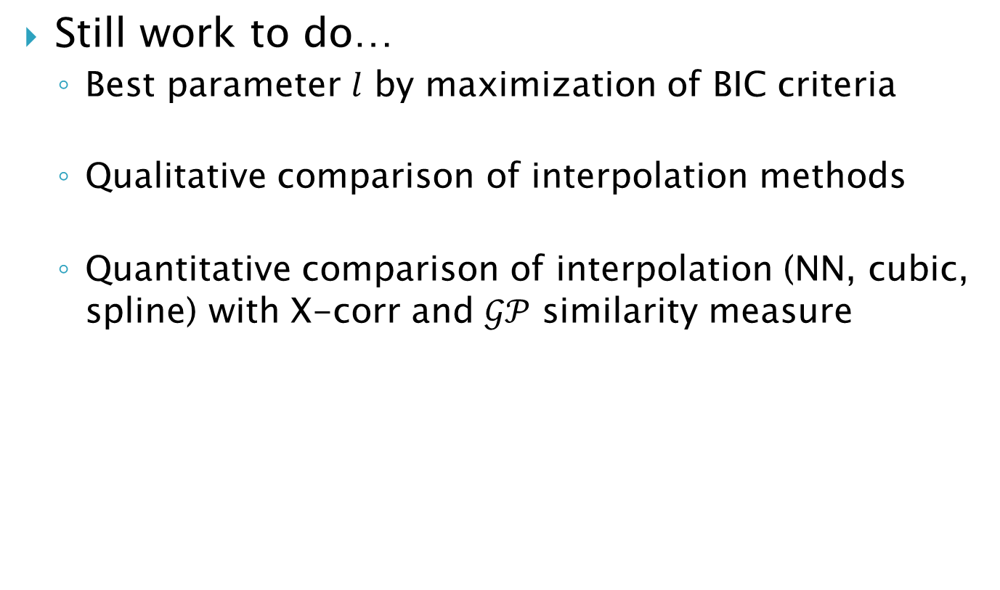 Still work to do…
Best parameter 𝑙 by maximization of BIC criteria
Qualitative comparison of interpolation methods
Quantitative comparison of interpolation (NN, cubic,
spline) with X-corr and 𝒢𝒫 similarity measure